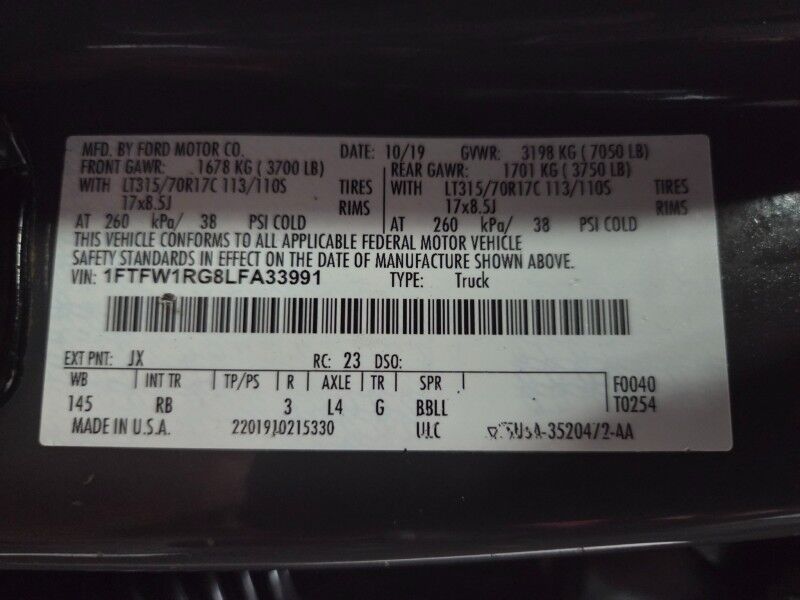 MFD. BY FORD MOTOR CO. DATE: 10/19 GVWR: 3198 KG ( 7050 LB)
FRONT GAWR: 1678 KG ( 3700 LB) REAR GAWR: 1701 KG ( 3750 LB)
WITH LT315/70R17C 113/110S TIRES WITH LT315/70R17C 113/110S TIRES
17x8.5J RIMS 17x8.5J RIMS
AT 260 kPa/ 38 PSI COLD AT 260 kPa/ 38 PSI COLD
THIS VEHICLE CONFORMS TO ALL APPLICABLE FEDERAL MOTOR VEHICLE
SAFETY STANDARDS IN EFFECT ON THE DATE OF MANUFACTURE SHOWN ABOVE.
VIN: 1FTFW1RG8LFA33991 TYPE: Truck
EXT PNT: JX RC: 23 DSO:
WB INT TR TP/PS R AXLE TR SPR F0040
145 RB 3 L4 G BBLL T0254
MADE IN U.S.A. 2201910215330 ULC